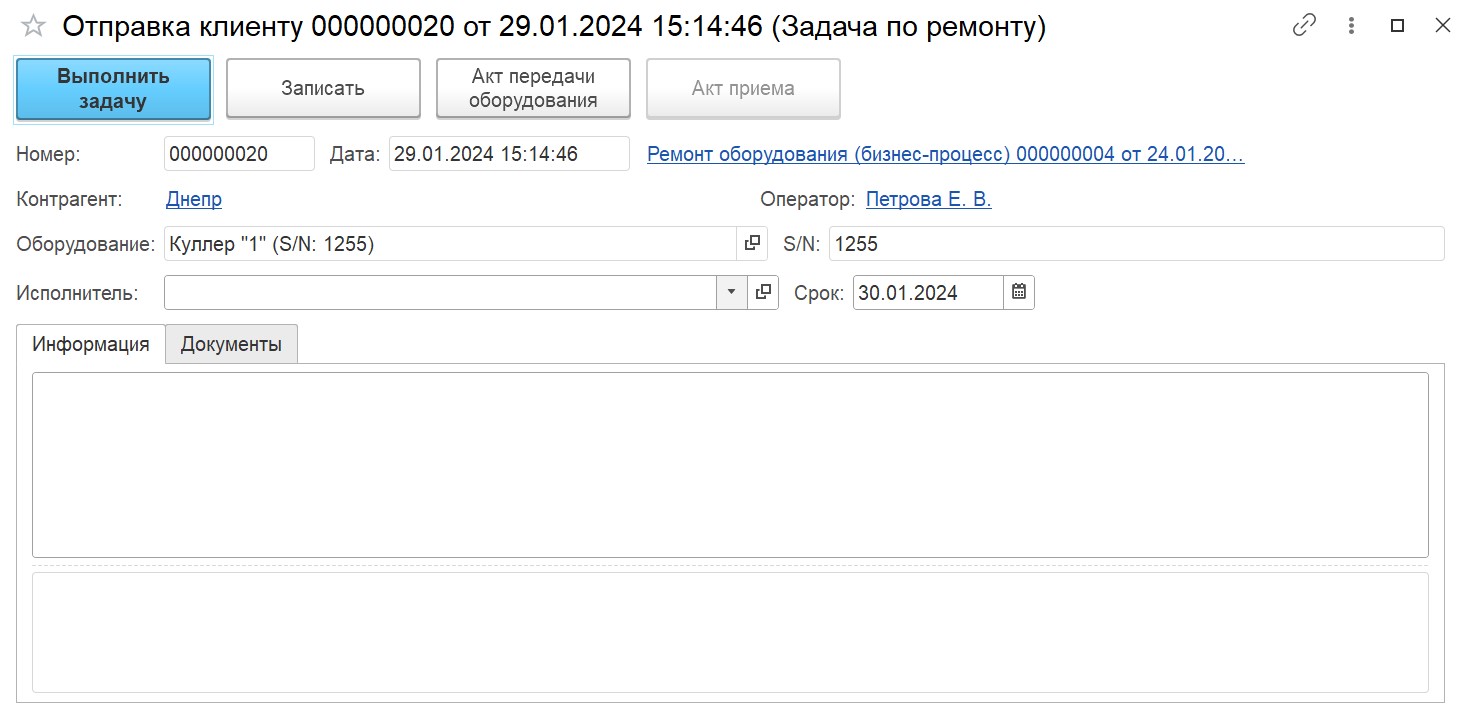 Отправка клиенту 000000020 от 29.01.2024 15:14:46 (Задача по ремонту)
Выполнить
задачу
Записать
Акт передачи
оборудования
Акт приема
Номер: 000000020 Дата: 29.01.2024 15:14:46 Ремонт оборудования (бизнес-процесс) 000000004 от 24.01.20...
Контрагент: Днепр Оператор: Петрова Е. В.
Оборудование: Куллер "1" (S/N: 1255) S/N: 1255
Исполнитель: Срок: 30.01.2024
Информация Документы